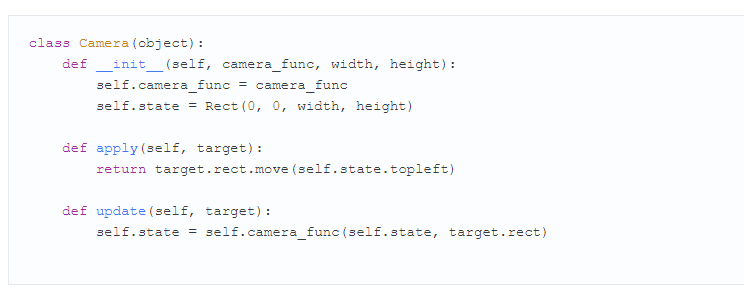 class Camera(object):
    def __init__(self, camera_func, width, height):
        self.camera_func = camera_func
        self.state = Rect(0, 0, width, height)

    def apply(self, target):
        return target.rect.move(self.state.topleft)

    def update(self, target):
        self.state = self.camera_func(self.state, target.rect)